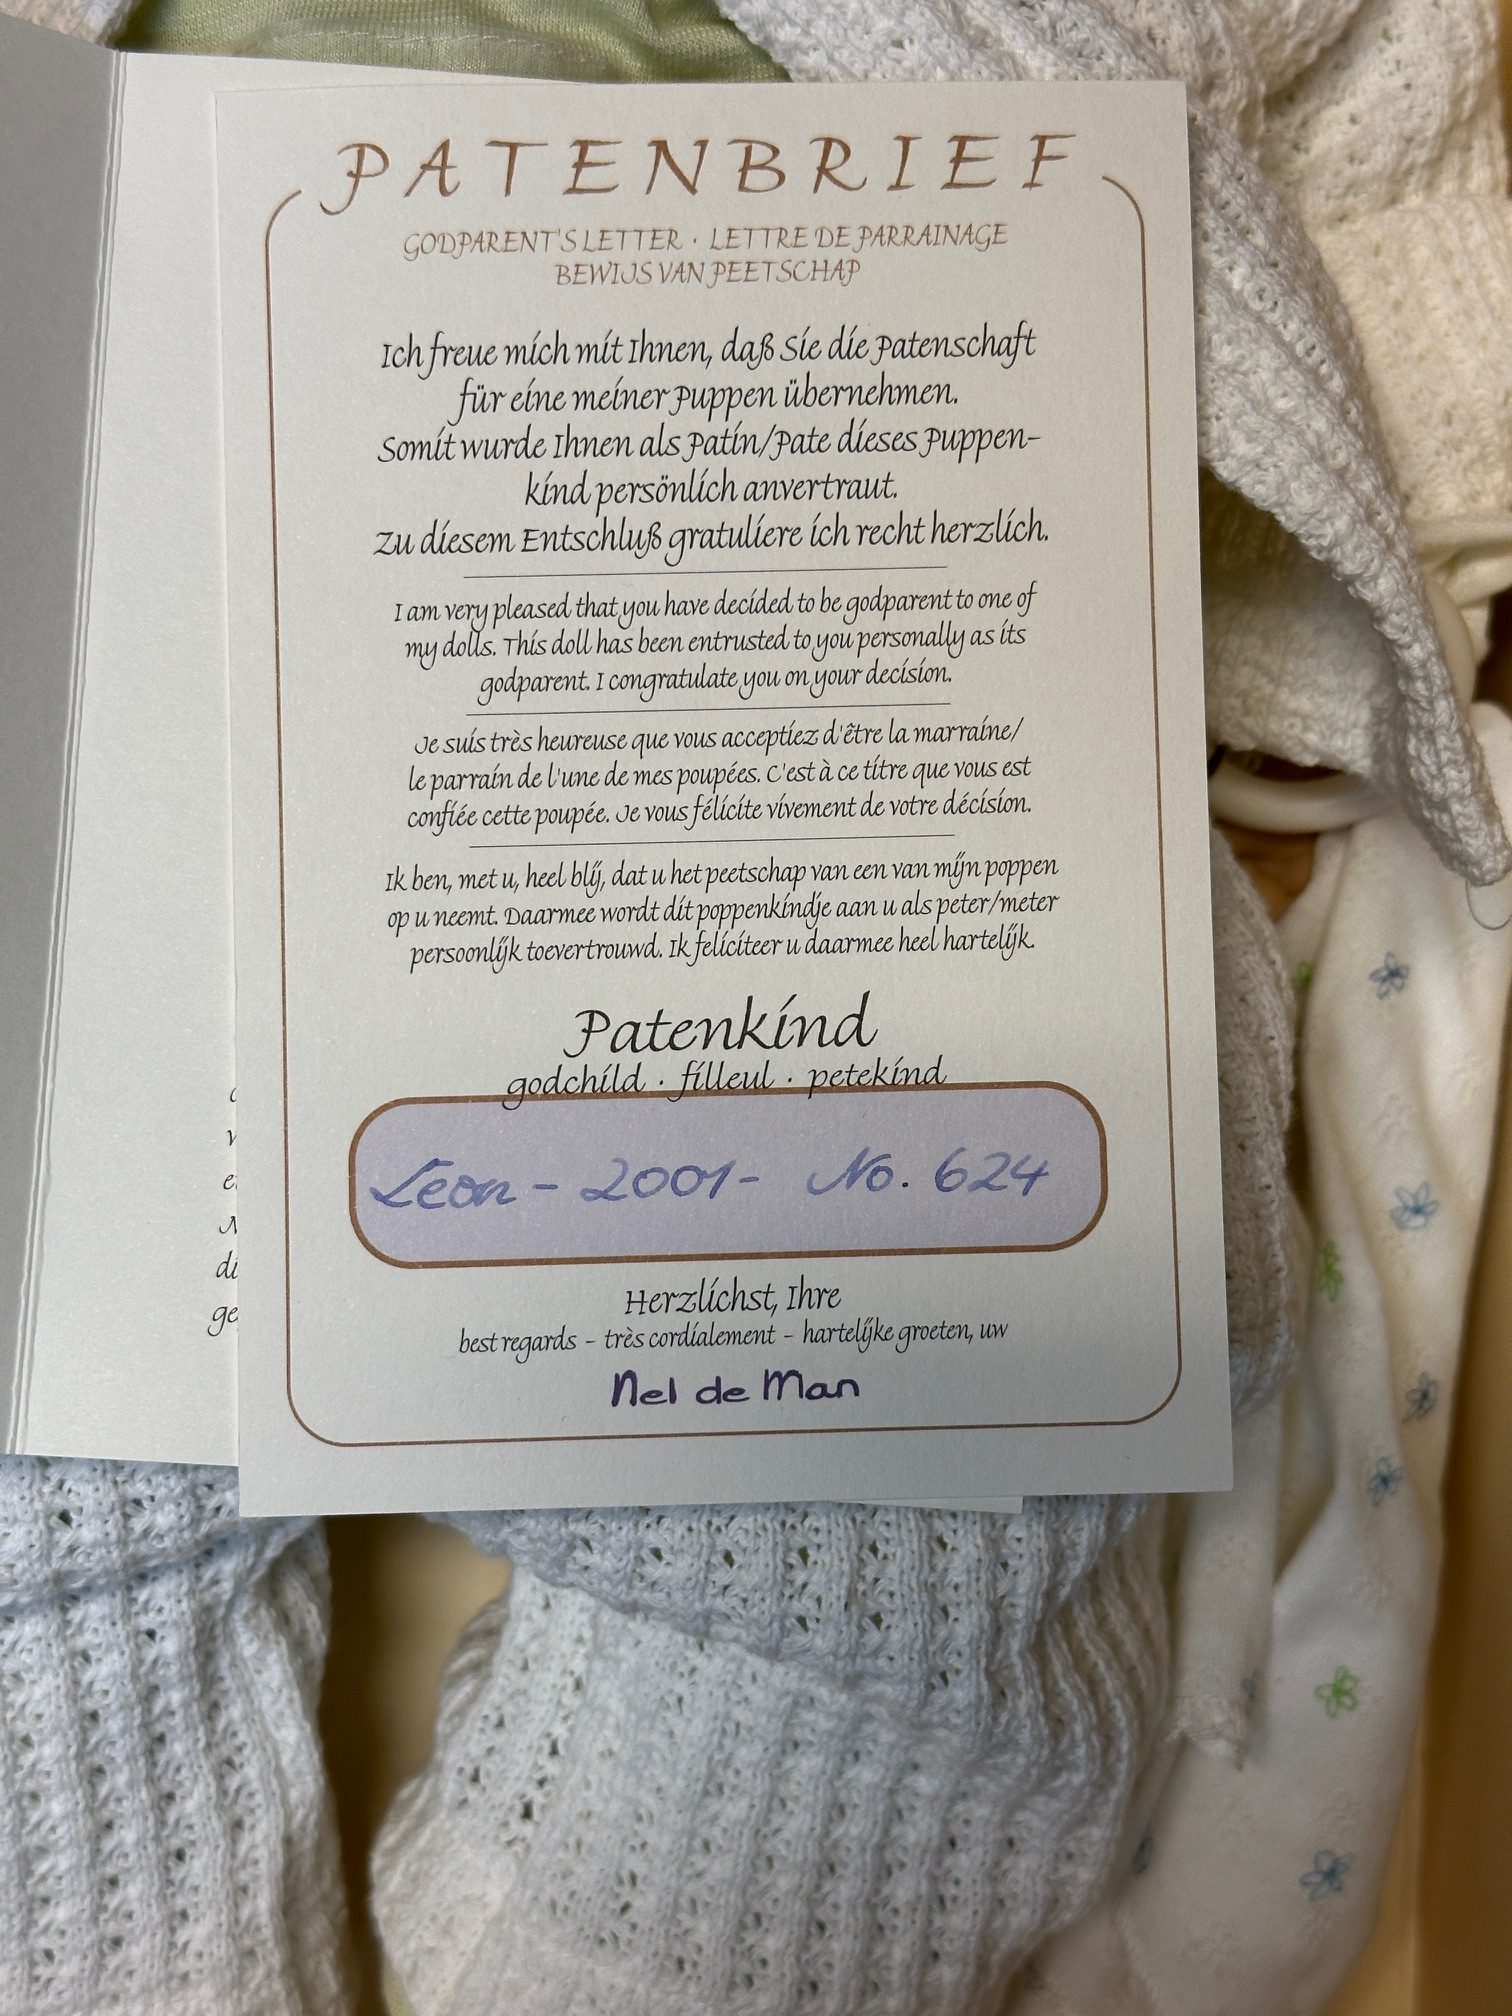 PATENBRIEF
GODPARENT'S LETTER · LETTRE DE PARRAINAGE
BEWIJS VAN PEETSCHAP
Ich freue mich mit Ihnen, daß Sie die Patenschaft
für eine meiner Puppen übernehmen.
Somit wurde Ihnen als Patin/Pate dieses Puppen-
kind persönlich anvertraut.
Zu diesem Entschluß gratuliere ich recht herzlich.
I am very pleased that you have decided to be godparent to one of
my dolls. This doll has been entrusted to you personally as its
godparent. I congratulate you on your decision.
Je suis très heureuse que vous acceptiez d'être la marraine/
le parrain de l'une de mes poupées. C'est à ce titre que vous est
confiée cette poupée. Je vous félicite vivement de votre décision.
Ik ben, met u, heel blij, dat u het peetschap van een van mijn poppen
op u neemt. Daarmee wordt dit poppenkindje aan u als peter/meter
persoonlijk toevertrouwd. Ik feliciteer u daarmee heel hartelijk.
Patenkind
godchild · filleul · petekind
Leon - 2001 - No. 624
Herzlichst, Ihre
best regards - très cordialement - hartelijke groeten, uw
Nel de Man